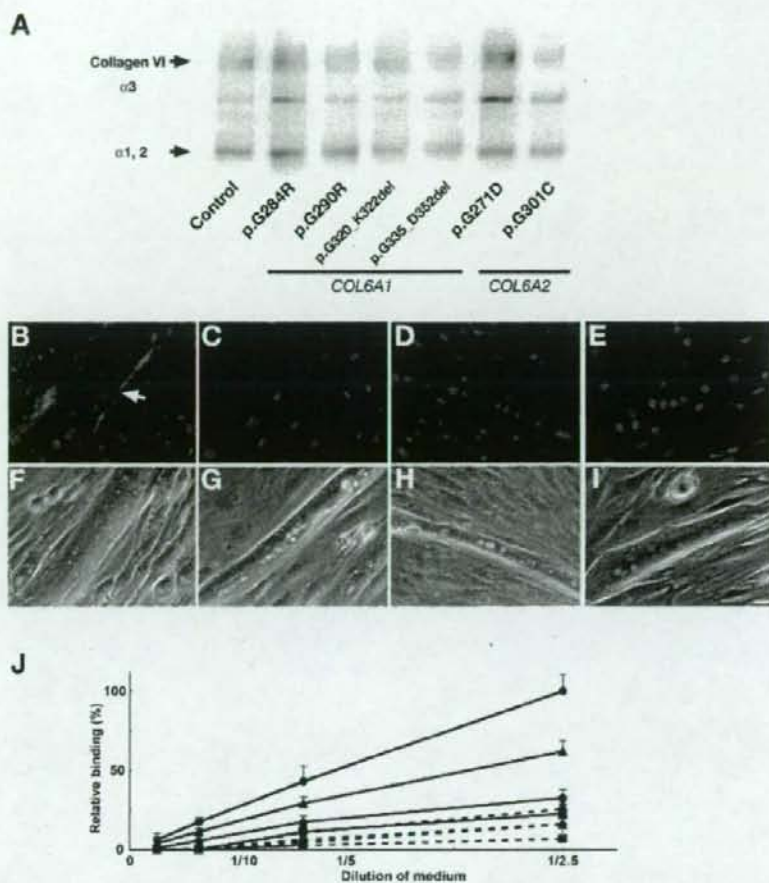 A
Collagen VI
α3
α1, 2
Control
p.G284R
p.G290R
p.G320_K322del
p.G335_D352del
p.G271D
p.G301C
COL6A1
COL6A2
B
C
D
E
F
G
H
I
J
Relative binding (%)
100
50
0
0
1/10
1/5
1/2.5
Dilution of medium